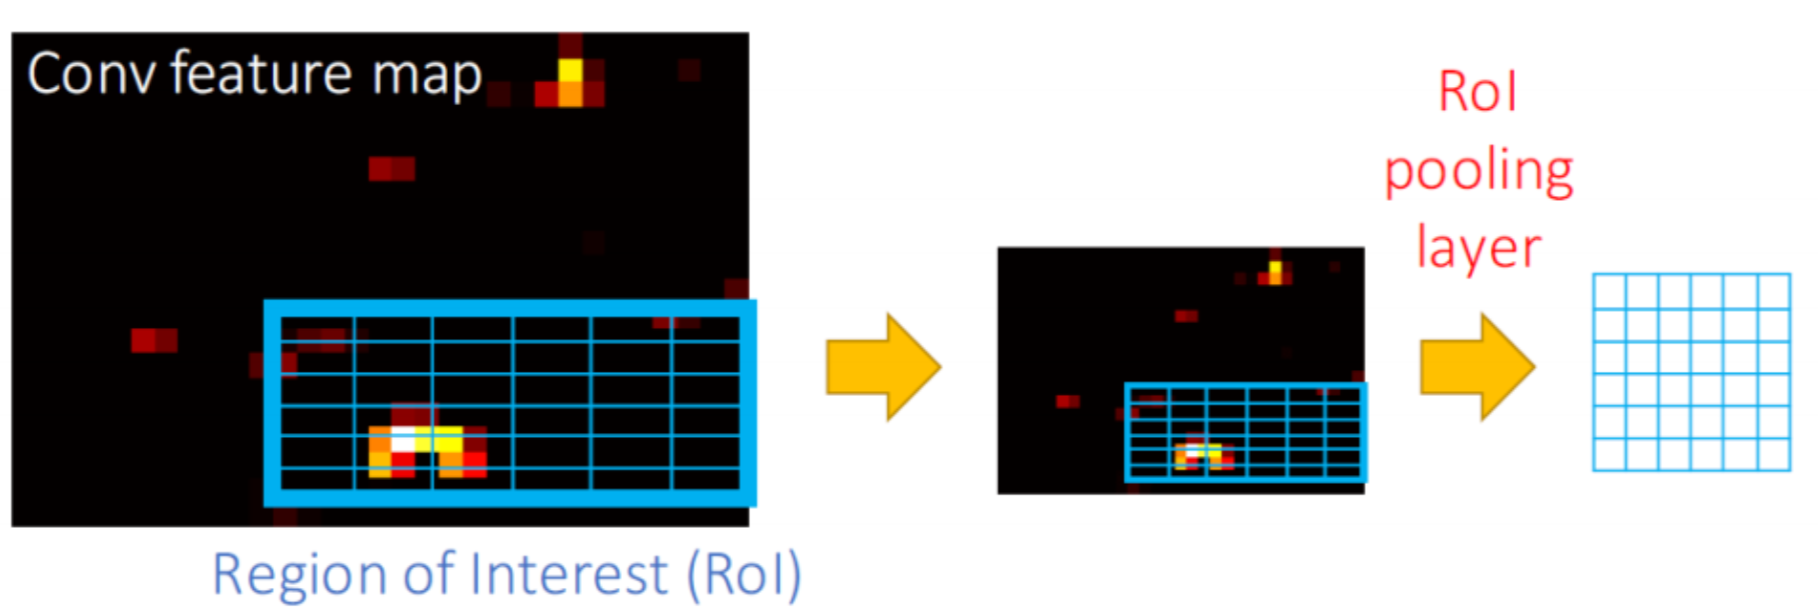 Conv feature map
Region of Interest (RoI)
RoI
pooling
layer